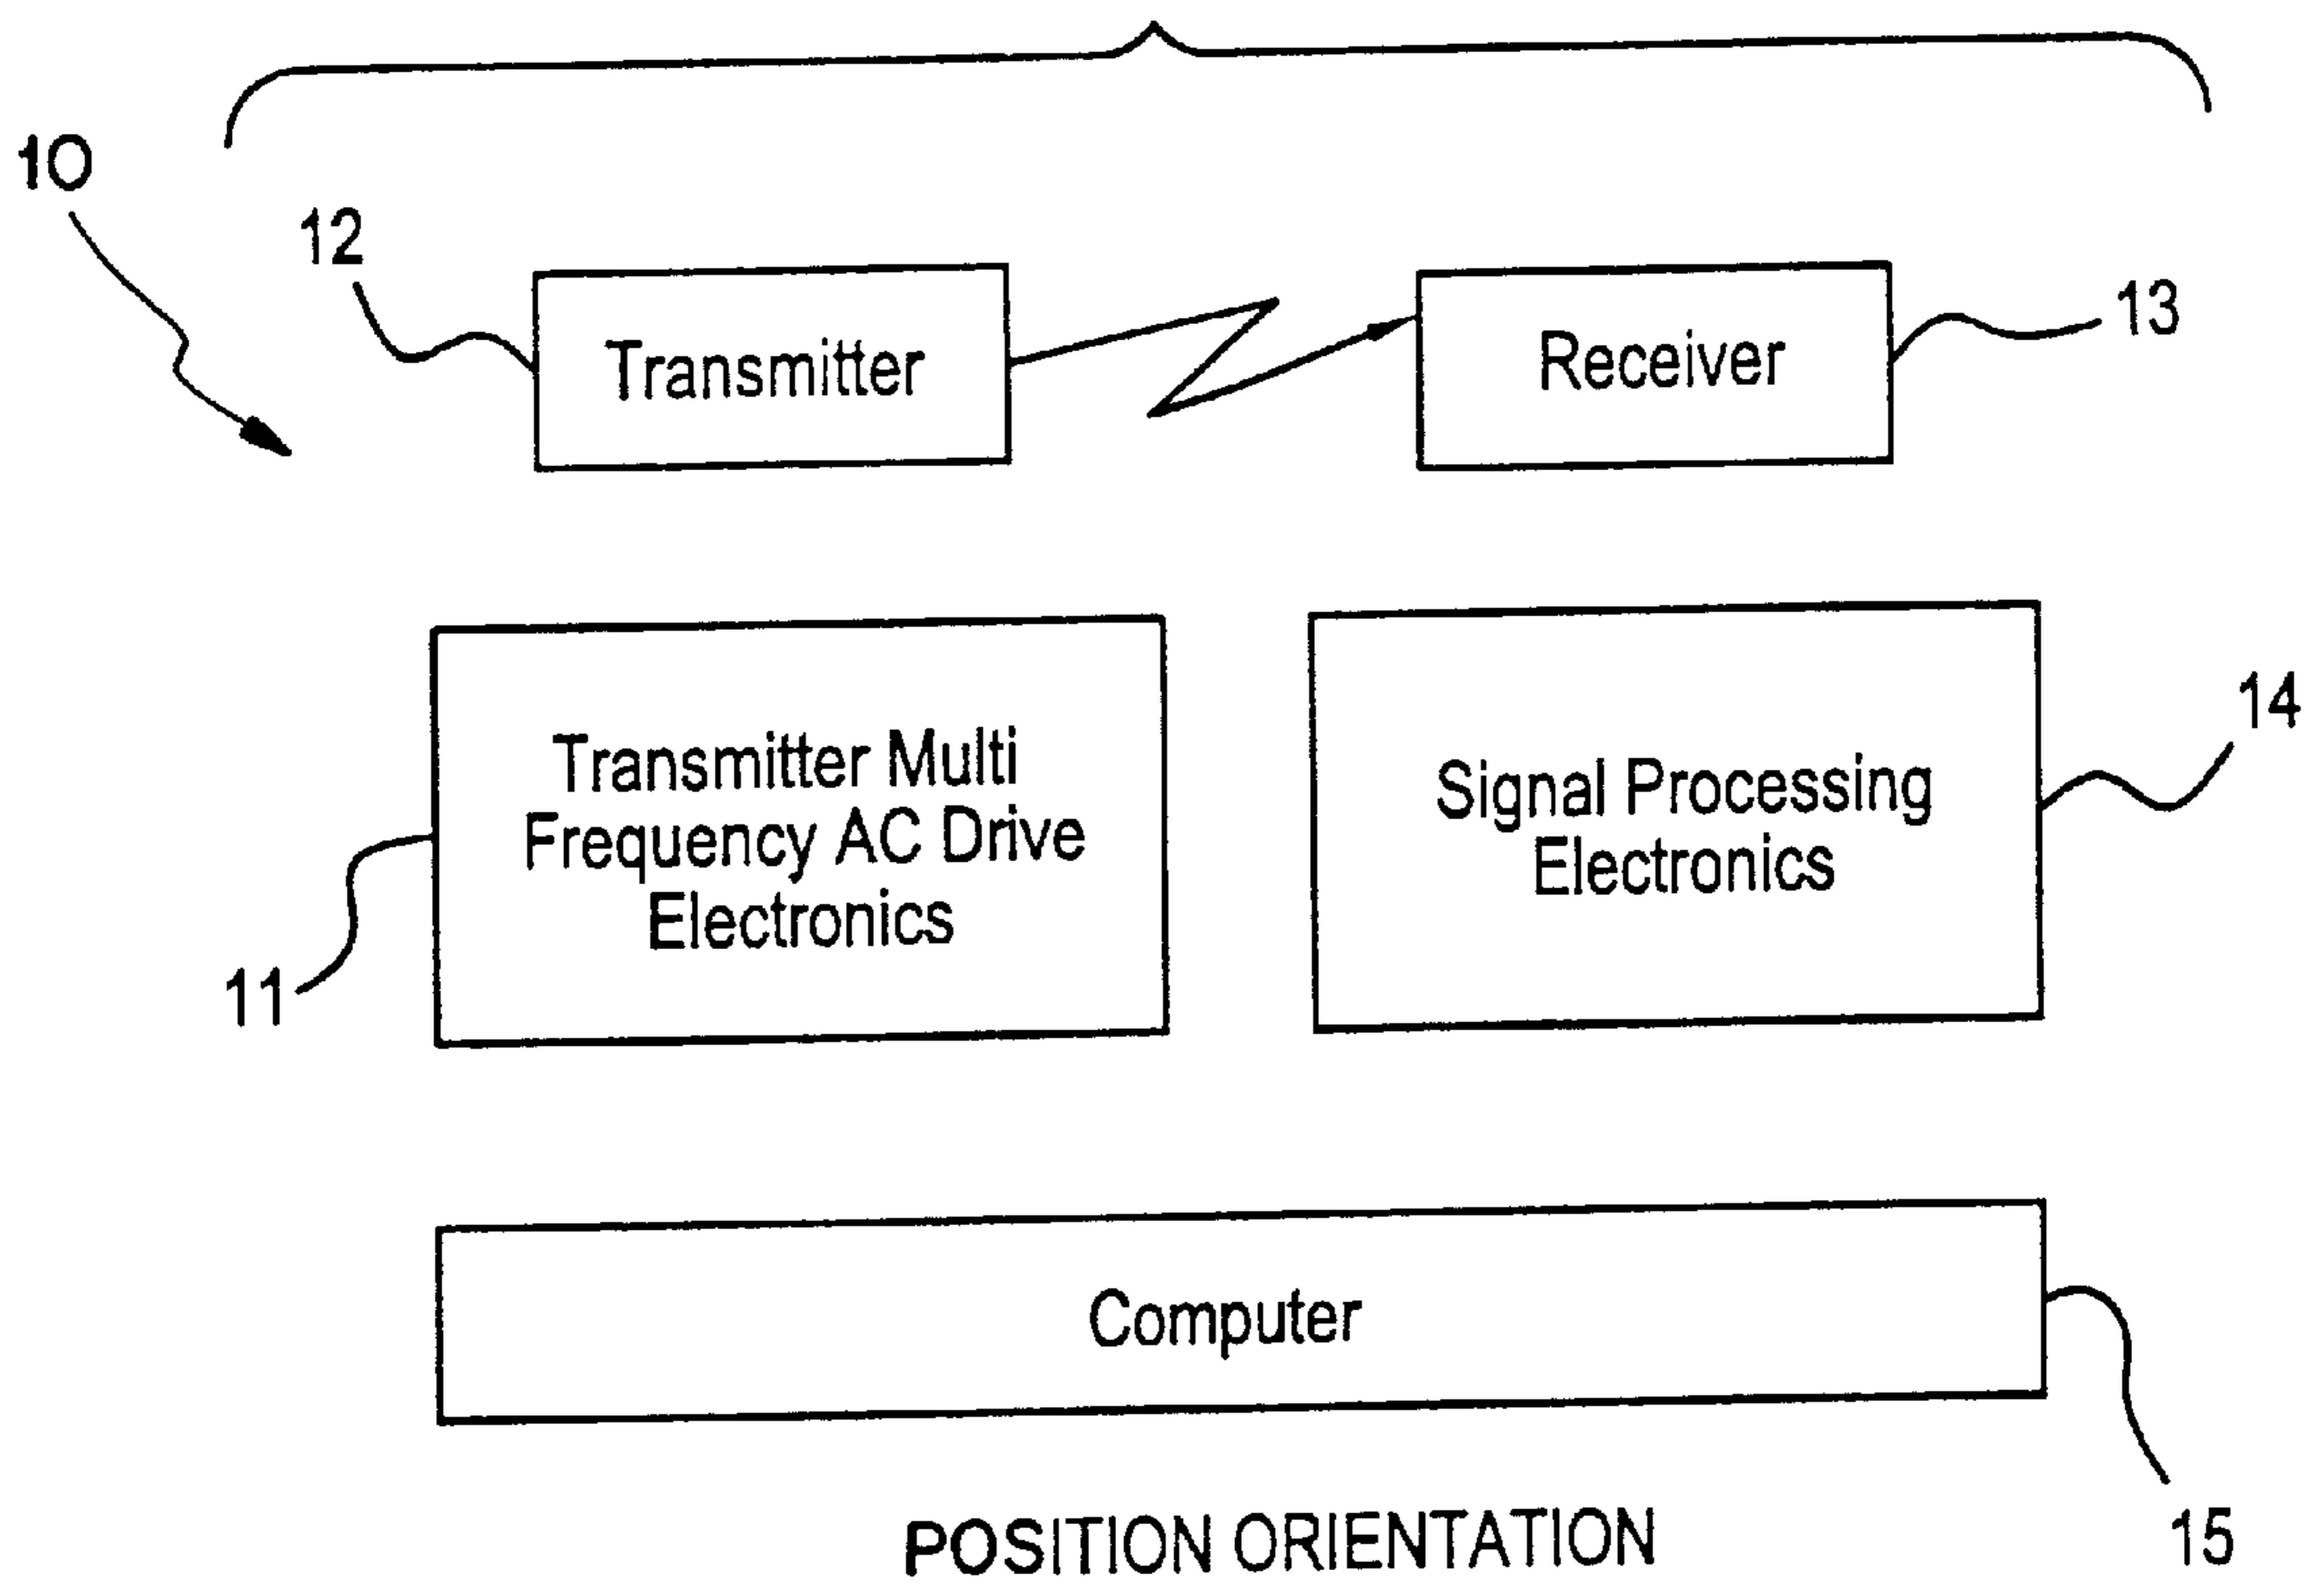 10
12
Transmitter
Receiver
13
Transmitter Multi
Frequency AC Drive
Electronics
11
Signal Processing
Electronics
14
Computer
15
POSITION ORIENTATION